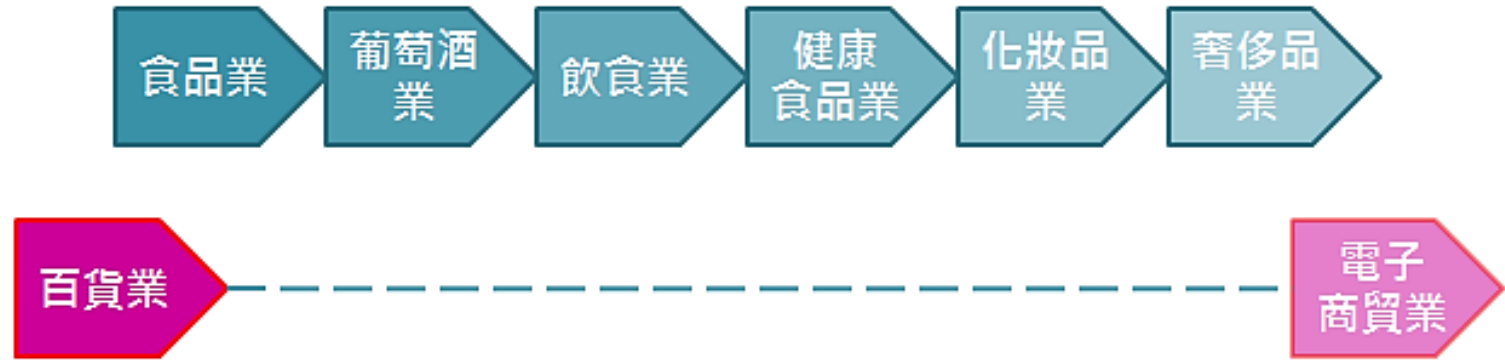 食品業
葡萄酒
業
飲食業
健康
食品業
化妝品
業
奢侈品
業
百貨業
電子
商貿業